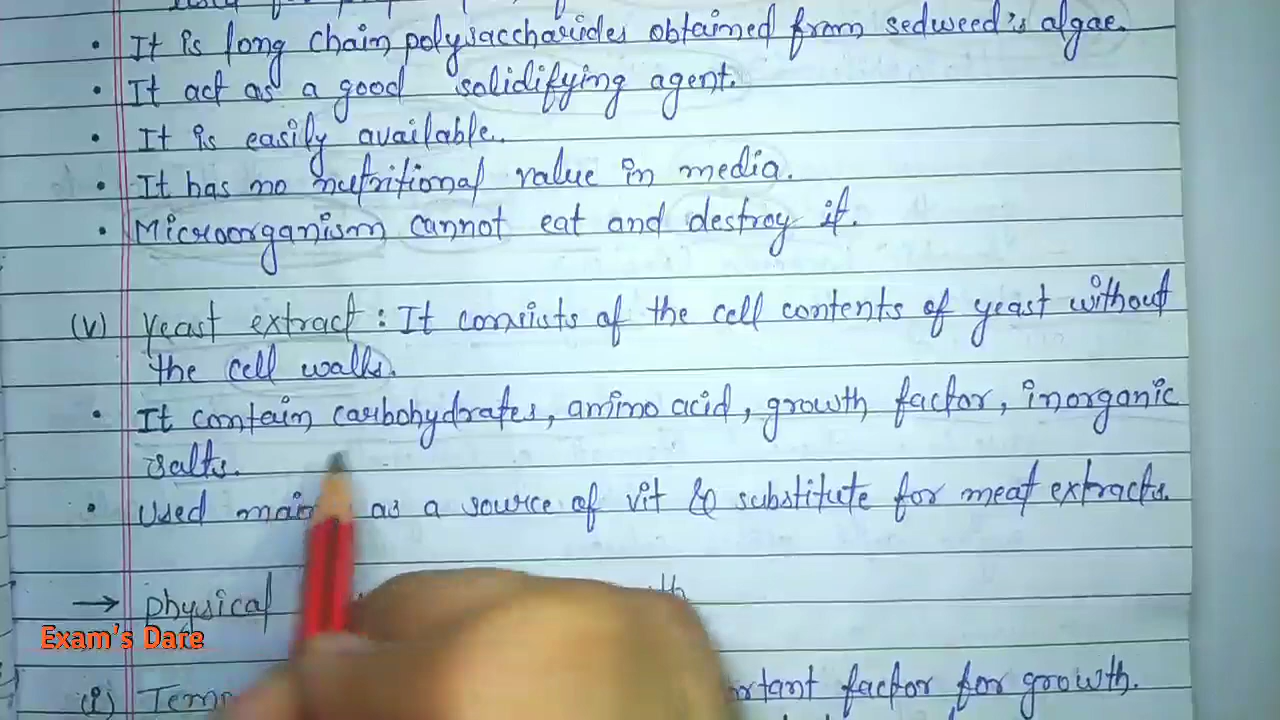 • It is long chain polysaccharides obtained from sedweed's algae.
• It act as a good solidifying agent.
• It is easily available.
• It has no nutritional value in media.
• Microorganism cannot eat and destroy it.
(v) Yeast extract : It consists of the cell contents of yeast without
the cell walls.
• It contain carbohydrates, amino acid, growth factor, inorganic
salts.
• Used as a source of vit & substitute for meat extracts.
→ physical
Exam's Dare
factor for growth.